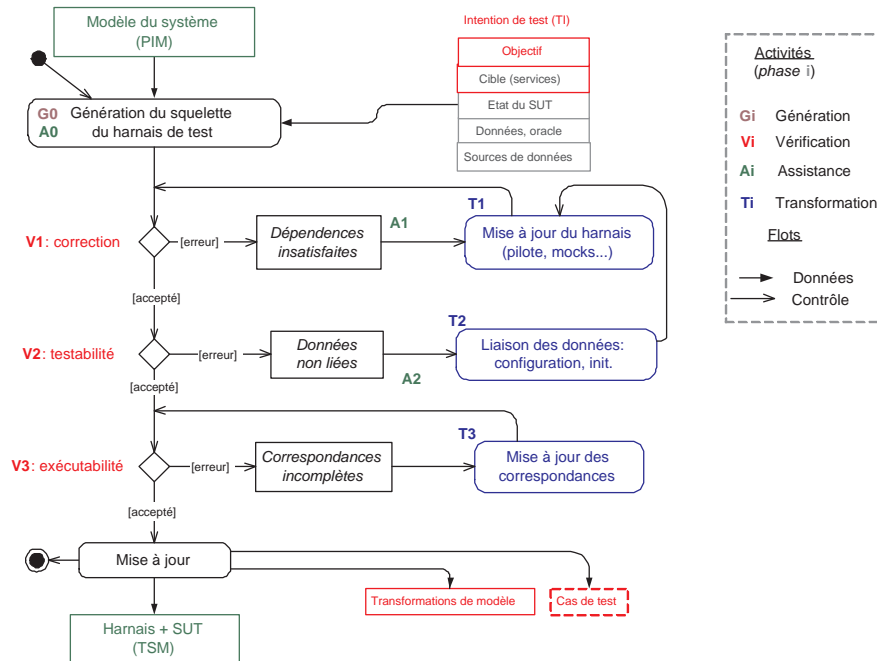 Modèle du système
(PIM)
Intention de test (TI)
Objectif
Cible (services)
Etat du SUT
Données, oracle
Sources de données
G0 Génération du squelette
A0 du harnais de test
V1: correction
[erreur]
Dépendences
insatisfaites
A1
T1
Mise à jour du harnais
(pilote, mocks...)
[accepté]
V2: testabilité
[erreur]
Données
non liées
A2
T2
Liaison des données:
configuration, init.
[accepté]
V3: exécutabilité
[erreur]
Correspondances
incomplètes
T3
Mise à jour des
correspondances
[accepté]
Mise à jour
Transformations de modèle
Cas de test
Harnais + SUT
(TSM)
Activités
(phase i)
Gi Génération
Vi Vérification
Ai Assistance
Ti Transformation
Flots
Données
Contrôle